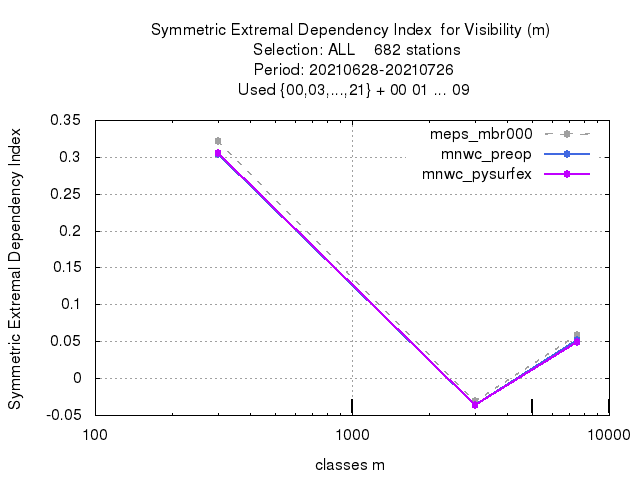 Symmetric Extremal Dependency Index  for Visibility (m)
Selection: ALL    682 stations
Period: 20210628-20210726
Used {00,03,...,21} + 00 01 ... 09
Symmetric Extremal Dependency Index
0.35
0.3
0.25
0.2
0.15
0.1
0.05
0
-0.05
meps_mbr000
mnwc_preop
mnwc_pysurfex
100 1000 10000
classes m